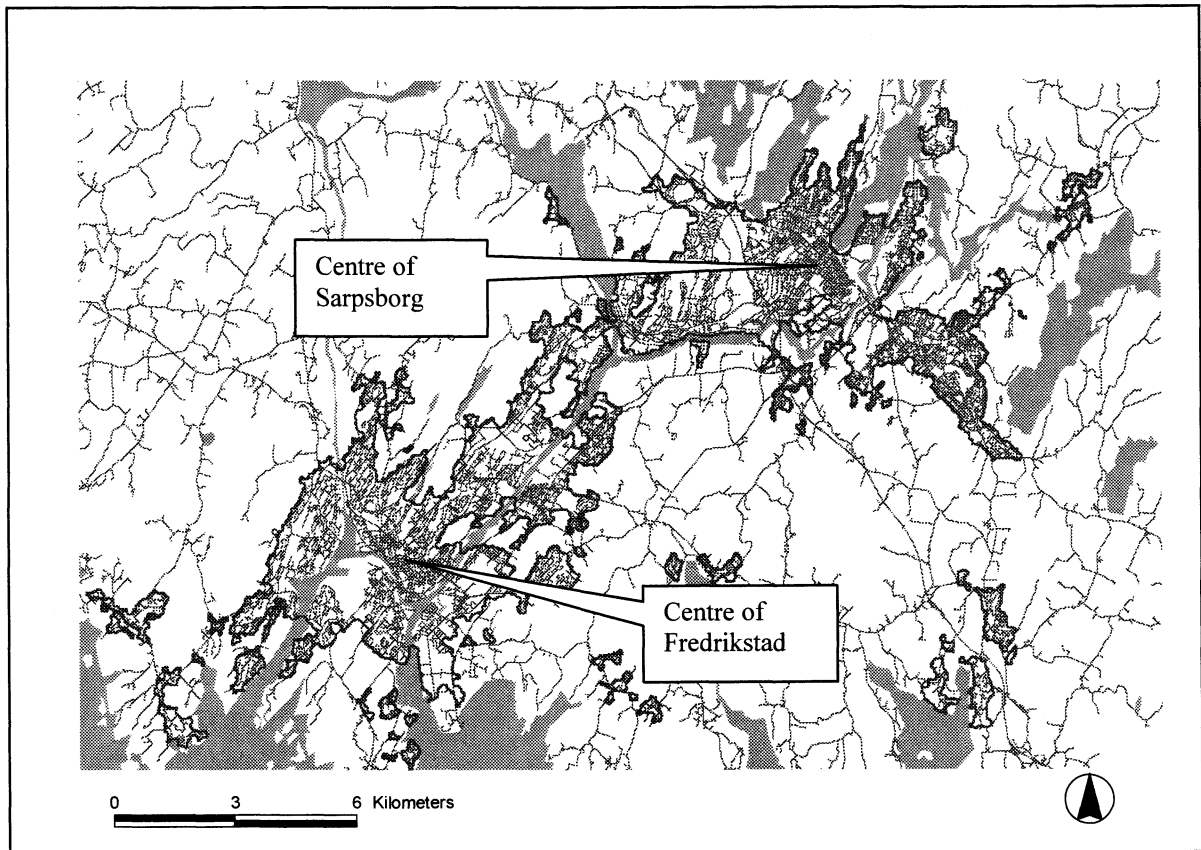 Centre of
Sarpsborg
Centre of
Fredrikstad
0 3 6 Kilometers